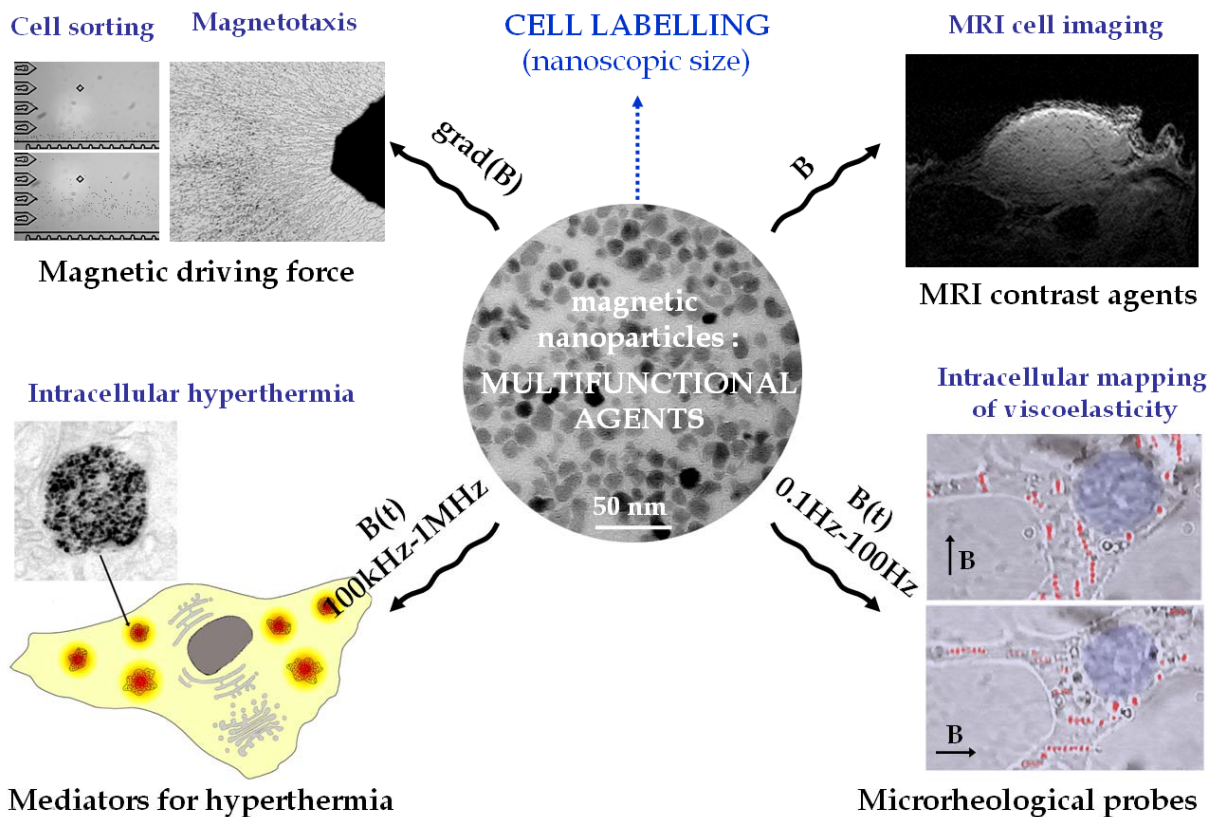 Cell sorting
Magnetotaxis
CELL LABELLING
(nanoscopic size)
MRI cell imaging
grad(B)
B
Magnetic driving force
MRI contrast agents
magnetic
nanoparticles :
MULTIFUNCTIONAL
AGENTS
50 nm
Intracellular hyperthermia
Intracellular mapping
of viscoelasticity
B(t)
100kHz-1MHz
B(t)
0.1Hz-100Hz
B
B
Mediators for hyperthermia
Microrheological probes